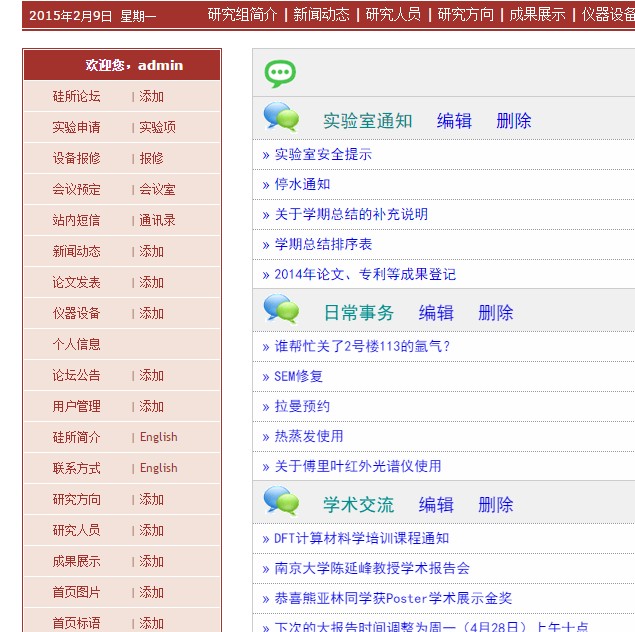 2015年2月9日 星期一 研究组简介 | 新闻动态 | 研究人员 | 研究方向 | 成果展示 | 仪器设备
欢迎您，admin
硅所论坛 | 添加
实验申请 | 实验项
设备报修 | 报修
会议预定 | 会议室
站内短信 | 通讯录
新闻动态 | 添加
论文发表 | 添加
仪器设备 | 添加
个人信息
论坛公告 | 添加
用户管理 | 添加
硅所简介 | English
联系方式 | English
研究方向 | 添加
研究人员 | 添加
成果展示 | 添加
首页图片 | 添加
首页标语 | 添加
实验室通知 编辑 删除
» 实验室安全提示
» 停水通知
» 关于学期总结的补充说明
» 学期总结排序表
» 2014年论文、专利等成果登记
日常事务 编辑 删除
» 谁帮忙关了2号楼113的氩气？
» SEM修复
» 拉曼预约
» 热蒸发使用
» 关于傅里叶红外光谱仪使用
学术交流 编辑 删除
» DFT计算材料学培训课程通知
» 南京大学陈延峰教授学术报告会
» 恭喜熊亚林同学获Poster学术展示金奖
» 下次的大报告时间调整为周一（4月28日）上午十点